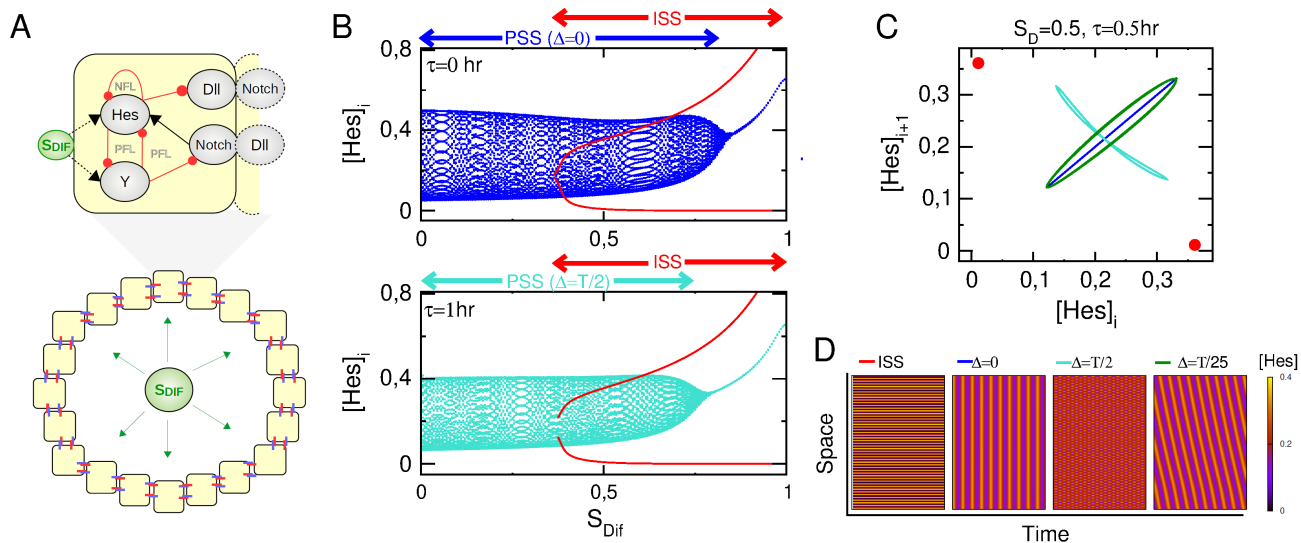 A
NFL
Hes
Dll
Notch
SDIF
PFL
PFL
Notch
Dll
Y
SDIF
B
ISS
PSS (Δ=0)
0,8
τ=0 hr
[Hes]i
0,4
0
0
0,5
1
ISS
PSS (Δ=T/2)
0,8
τ=1hr
[Hes]i
0,4
0
0
0,5
1
SDif
C
SD=0.5, τ=0.5hr
[Hes]i+1
0,3
0,2
0,1
0
0
0,1
0,2
0,3
[Hes]i
D
ISS
Δ=0
Δ=T/2
Δ=T/25
[Hes]
0.4
0.2
0
Space
Time